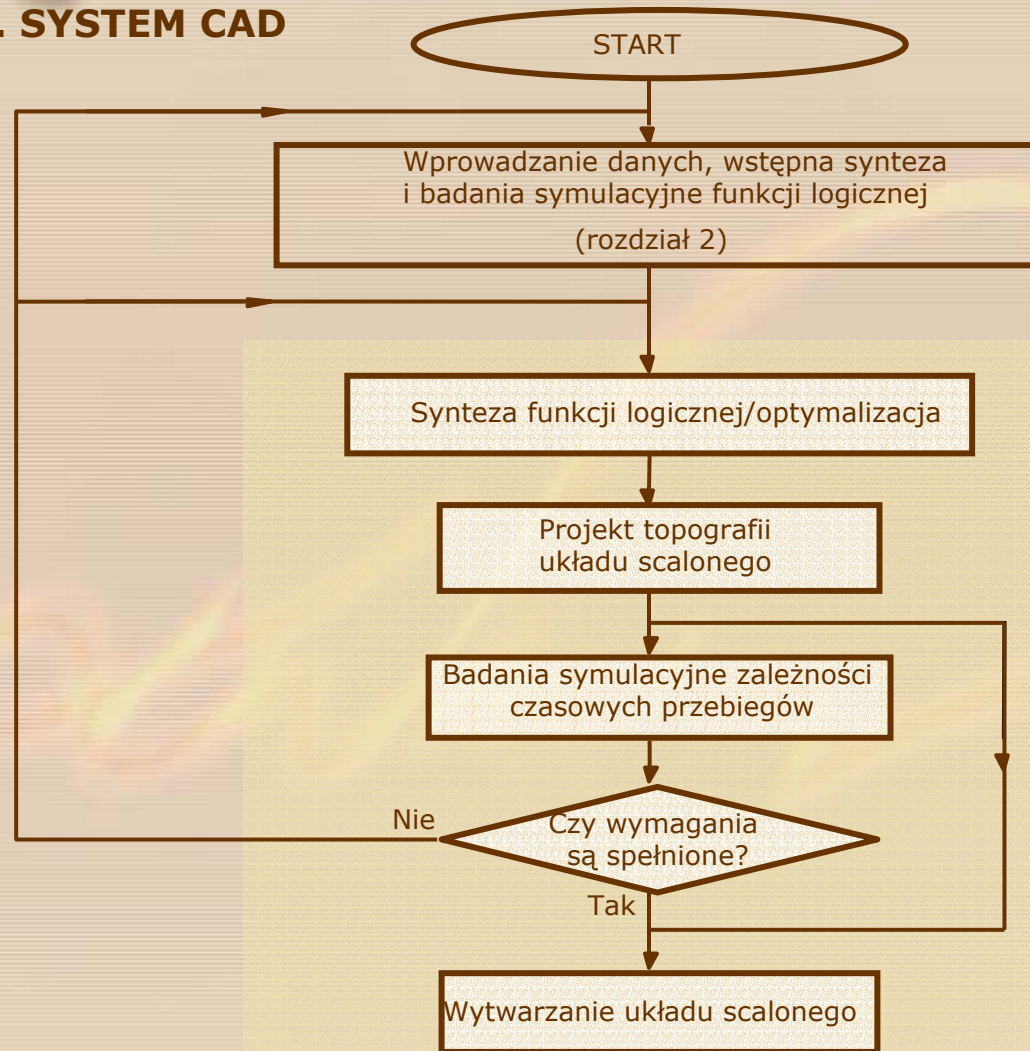 . SYSTEM CAD
START
Wprowadzanie danych, wstępna synteza
i badania symulacyjne funkcji logicznej
(rozdział 2)
Synteza funkcji logicznej/optymalizacja
Projekt topografii
układu scalonego
Badania symulacyjne zależności
czasowych przebiegów
Nie
Czy wymagania
są spełnione?
Tak
Wytwarzanie układu scalonego